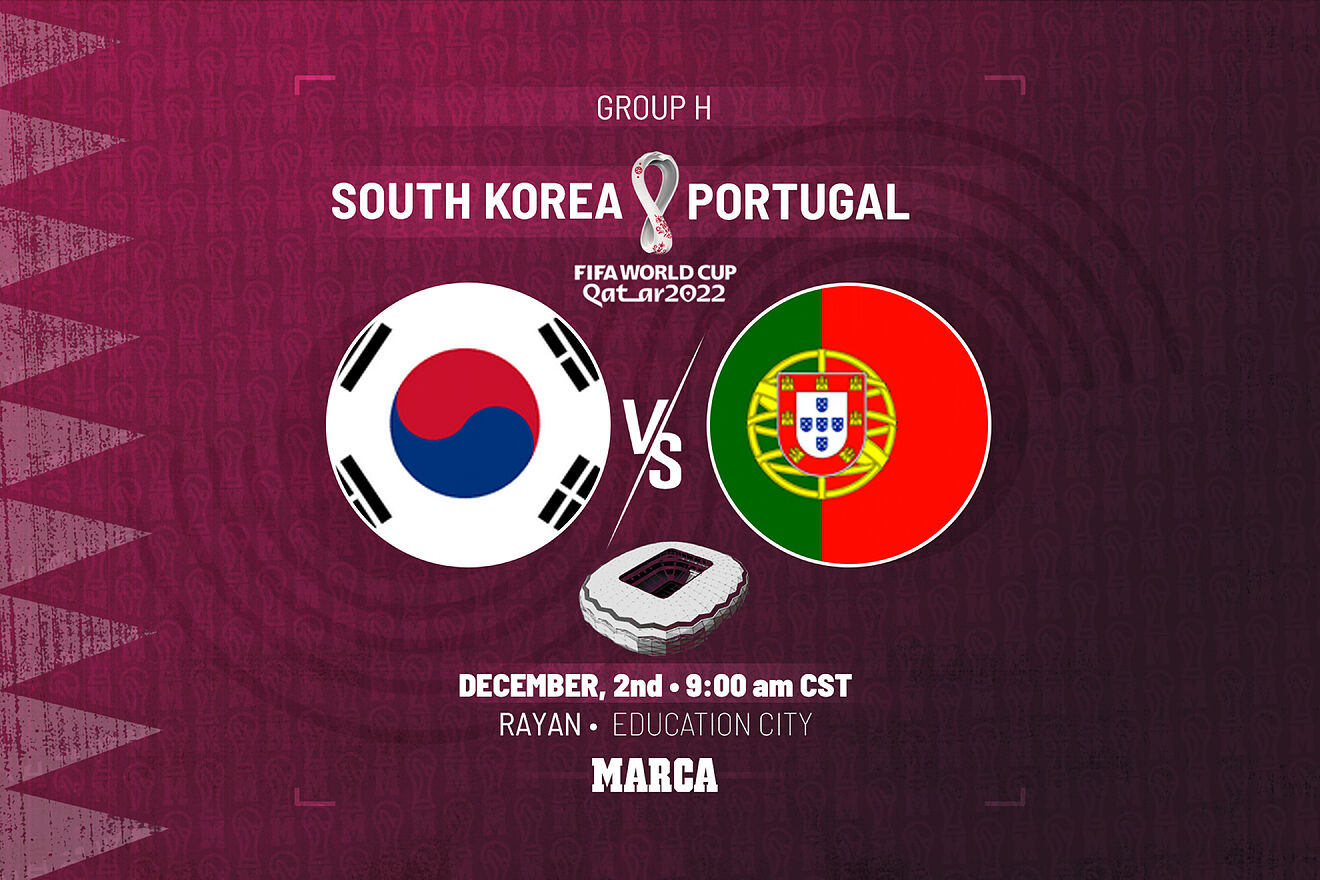 GROUP H
SOUTH KOREA PORTUGAL
FIFA WORLD CUP
Qatar2022
VS
DECEMBER, 2nd • 9:00 am CST
RAYAN • EDUCATION CITY
MARCA